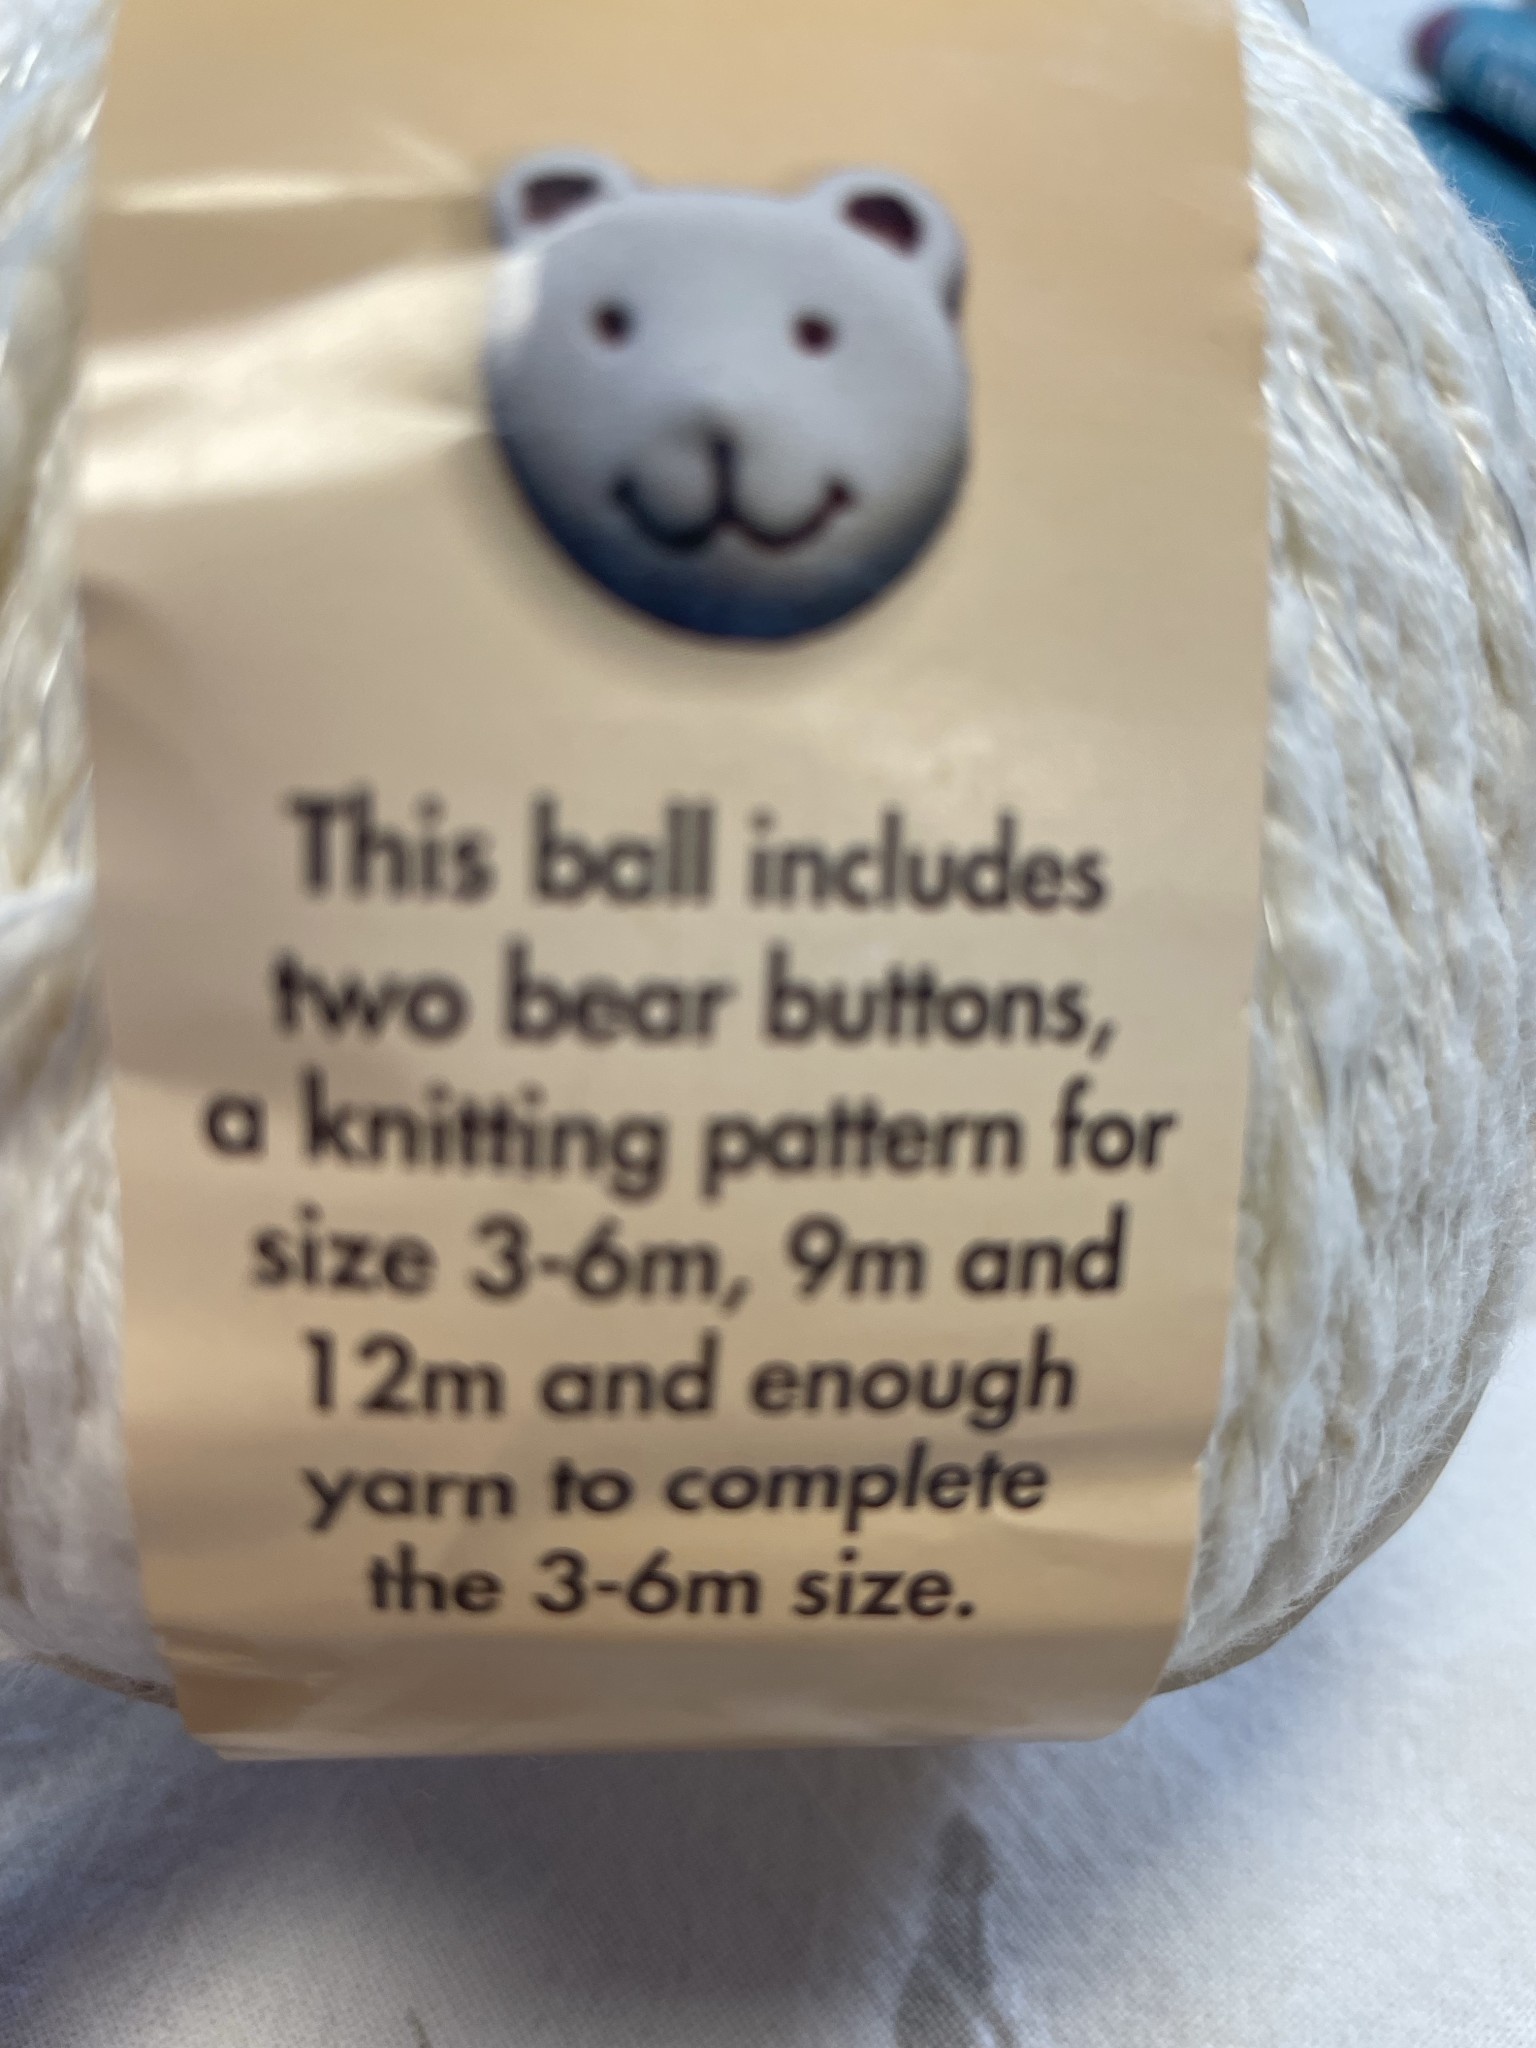 This ball includes
two bear buttons,
a knitting pattern for
size 3-6m, 9m and
12m and enough
yarn to complete
the 3-6m size.